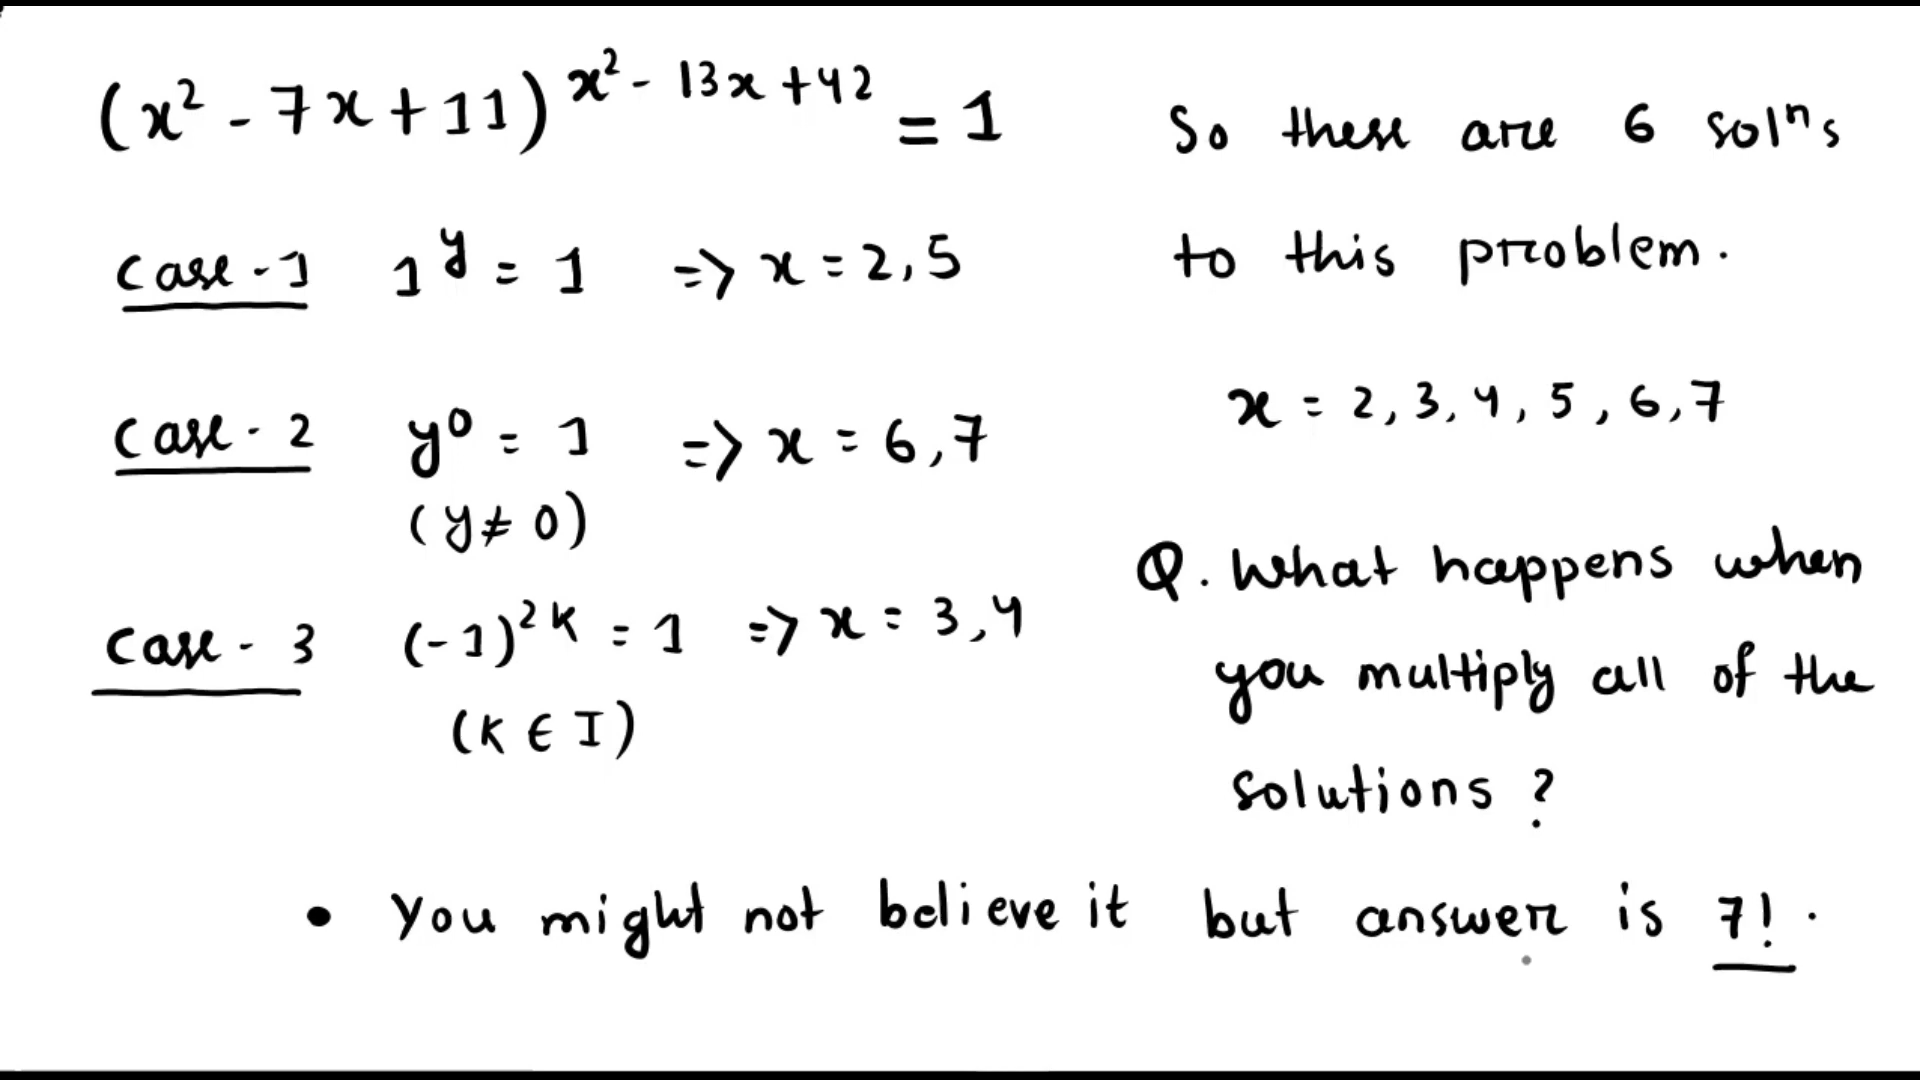 (x² - 7x + 11)^(x² - 13x + 42) = 1
Case - 1 1^y = 1 => x = 2, 5
Case - 2 y⁰ = 1 => x = 6, 7
(y ≠ 0)
Case - 3 (-1)^(2K) = 1 => x = 3, 4
(K ∈ I)
So these are 6 solⁿs
to this problem.
x = 2, 3, 4, 5, 6, 7
Q. What happens when
you multiply all of the
solutions ?
• You might not believe it but answer is 7! .